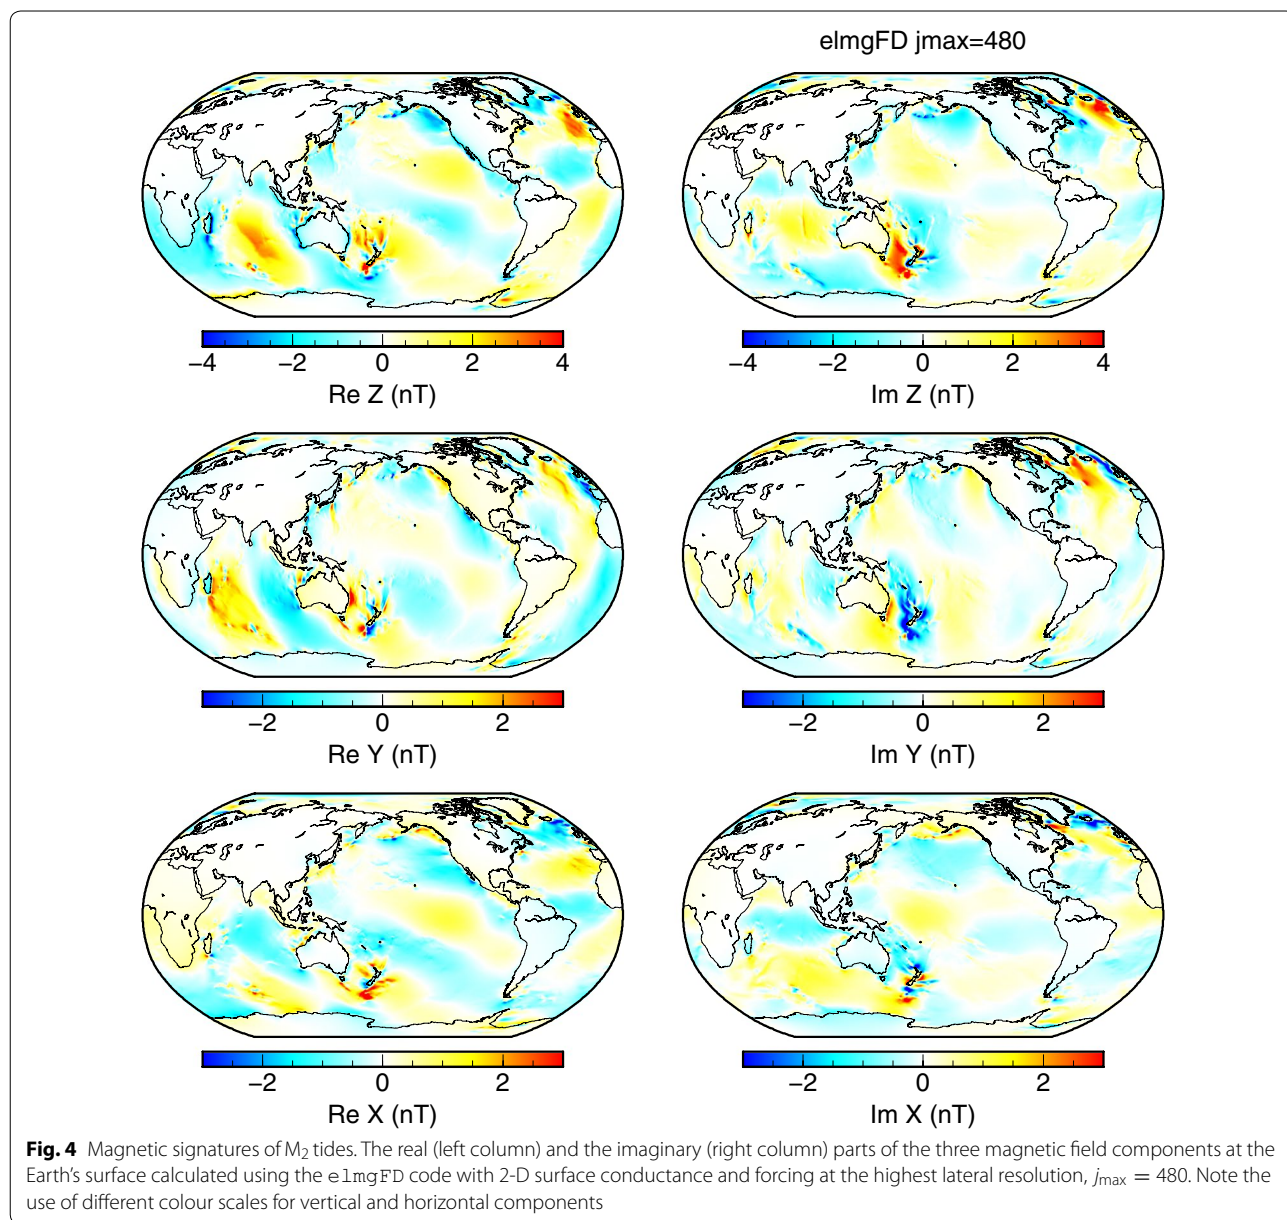 elmgFD jmax=480
−4 −2 0 2 4
Re Z (nT)
−4 −2 0 2 4
Im Z (nT)
−2 0 2
Re Y (nT)
−2 0 2
Im Y (nT)
−2 0 2
Re X (nT)
−2 0 2
Im X (nT)
Fig. 4 Magnetic signatures of M₂ tides. The real (left column) and the imaginary (right column) parts of the three magnetic field components at the
Earth's surface calculated using the elmgFD code with 2-D surface conductance and forcing at the highest lateral resolution, jmax = 480. Note the
use of different colour scales for vertical and horizontal components